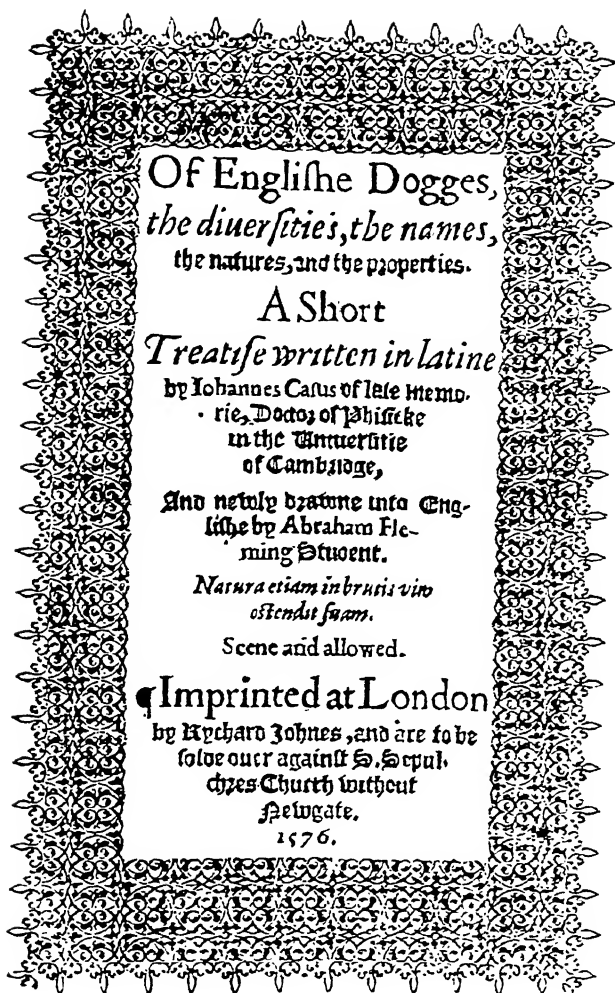 Of Engliſhe Dogges,
the diuerſities, the names,
the natures, and the properties.
A Short
Treatiſe written in latine
by Iohannes Caius of late memo-
rie, Doctor of Phiſicke
in the Uniuerſitie
of Cambridge,
And newly drawne into Eng-
liſhe by Abraham Fle-
ming Student.
Natura etiam in brutis vim
oſtendit ſuam.
Seene and allowed.
¶Imprinted at London
by Rychard Johnes, and are to be
ſolde ouer againſt S. Sepul-
chres Church without
Newgate.
1576.